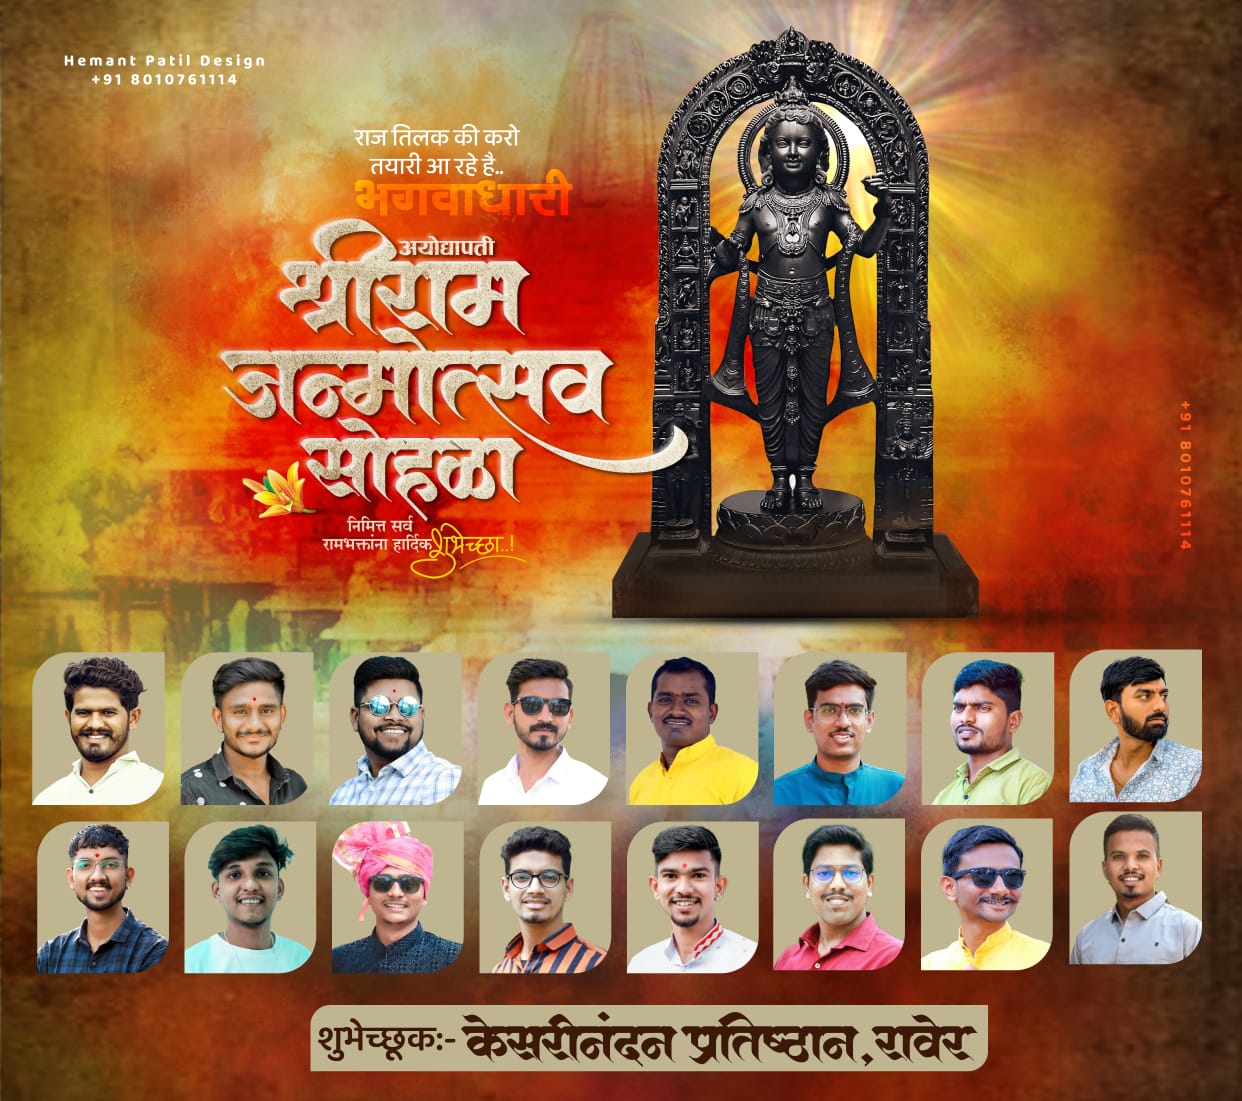 Hemant Patil Design
+91 8010761114
राज तिलक की करो
तयारी आ रहे है..
भगवाधारी
अयोद्यापती
श्रीराम
जन्मोत्सव
सोहळा
निमित्त सर्व
रामभक्तांना हार्दिक शुभेच्छा..!
+91 8010761114
शुभेच्छूक:- केसरीनंदन प्रतिष्ठान, रावेर